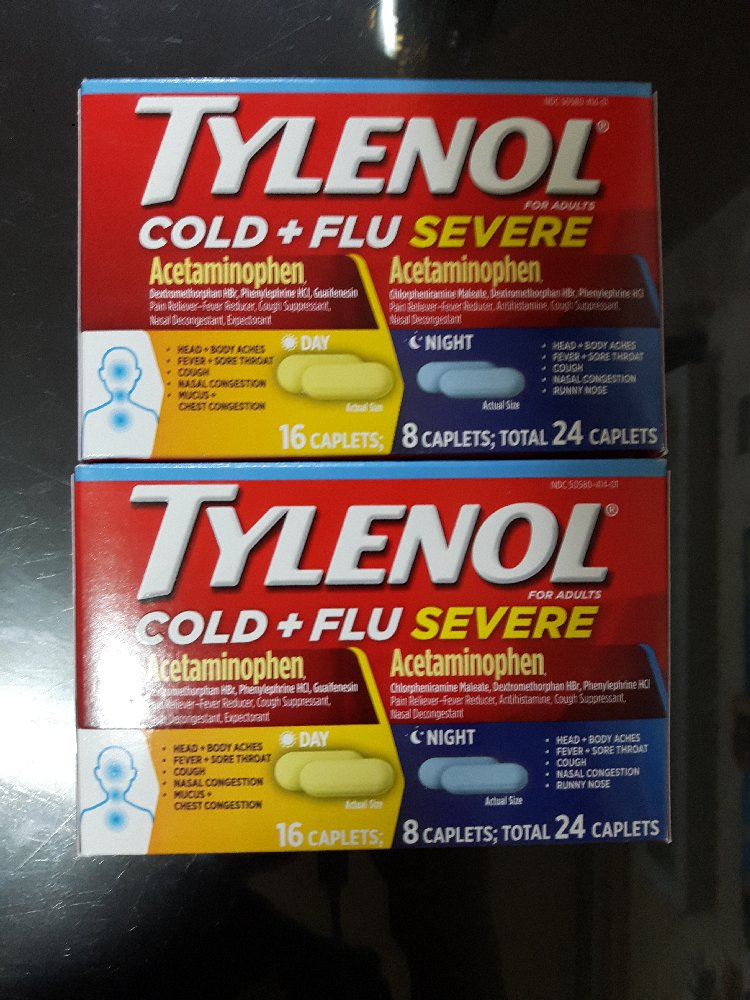 NDC 50580-414-01
TYLENOL®
FOR ADULTS
COLD + FLU SEVERE
Acetaminophen,
Dextromethorphan HBr, Phenylephrine HCl, Guaifenesin
Pain Reliever–Fever Reducer, Cough Suppressant,
Nasal Decongestant, Expectorant
Acetaminophen,
Chlorpheniramine Maleate, Dextromethorphan HBr, Phenylephrine HCl
Pain Reliever–Fever Reducer, Antihistamine, Cough Suppressant,
Nasal Decongestant
DAY
• HEAD + BODY ACHES
• FEVER + SORE THROAT
• COUGH
• NASAL CONGESTION
• MUCUS +
CHEST CONGESTION
Actual Size
NIGHT
• HEAD + BODY ACHES
• FEVER + SORE THROAT
• COUGH
• NASAL CONGESTION
• RUNNY NOSE
Actual Size
16 CAPLETS; 8 CAPLETS; TOTAL 24 CAPLETS
NDC 50580-414-01
TYLENOL®
FOR ADULTS
COLD + FLU SEVERE
Acetaminophen,
Dextromethorphan HBr, Phenylephrine HCl, Guaifenesin
Pain Reliever–Fever Reducer, Cough Suppressant,
Nasal Decongestant, Expectorant
Acetaminophen,
Chlorpheniramine Maleate, Dextromethorphan HBr, Phenylephrine HCl
Pain Reliever–Fever Reducer, Antihistamine, Cough Suppressant,
Nasal Decongestant
DAY
• HEAD + BODY ACHES
• FEVER + SORE THROAT
• COUGH
• NASAL CONGESTION
• MUCUS +
CHEST CONGESTION
Actual Size
NIGHT
• HEAD + BODY ACHES
• FEVER + SORE THROAT
• COUGH
• NASAL CONGESTION
• RUNNY NOSE
Actual Size
16 CAPLETS; 8 CAPLETS; TOTAL 24 CAPLETS